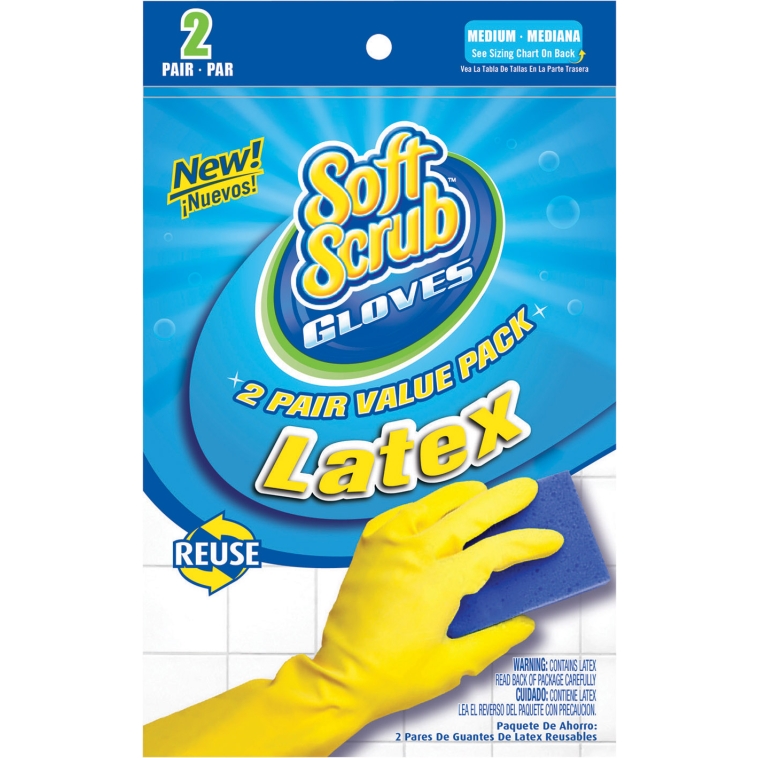 2
PAIR · PAR
MEDIUM · MEDIANA
See Sizing Chart On Back
Vea La Tabla De Tallas En La Parte Trasera
New!
¡Nuevos!
Soft
Scrub™
GLOVES
2 PAIR VALUE PACK
Latex
REUSE
WARNING: CONTAINS LATEX
READ BACK OF PACKAGE CAREFULLY
CUIDADO: CONTIENE LATEX
LEA EL REVERSO DEL PAQUETE CON PRECAUCION.
Paquete De Ahorro:
2 Pares De Guantes De Latex Reusables